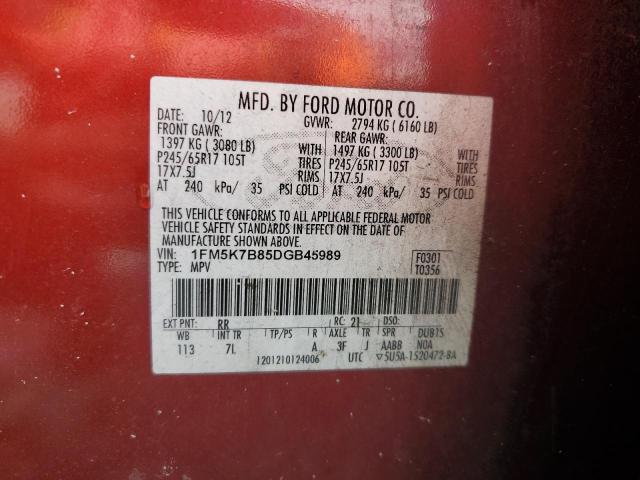 MFD. BY FORD MOTOR CO.
DATE: 10/12 GVWR: 2794 KG ( 6160 LB)
FRONT GAWR: REAR GAWR:
1397 KG ( 3080 LB) 1497 KG ( 3300 LB)
P245/65R17 105T TIRES P245/65R17 105T TIRES
17X7.5J RIMS 17X7.5J RIMS
AT 240 kPa/ 35 PSI COLD AT 240 kPa/ 35 PSI COLD
THIS VEHICLE CONFORMS TO ALL APPLICABLE FEDERAL MOTOR
VEHICLE SAFETY STANDARDS IN EFFECT ON THE DATE OF
MANUFACTURE SHOWN ABOVE.
VIN: 1FM5K7B85DGB45989 F0301
TYPE: MPV T0356
EXT PNT: RR RC: 21 DSO:
WB INT TR TP/PS R AXLE TR SPR DUBTS
113 7L A 3F J AABB NOA
1201210124006 UTC ▽5U5A-1520472-BA